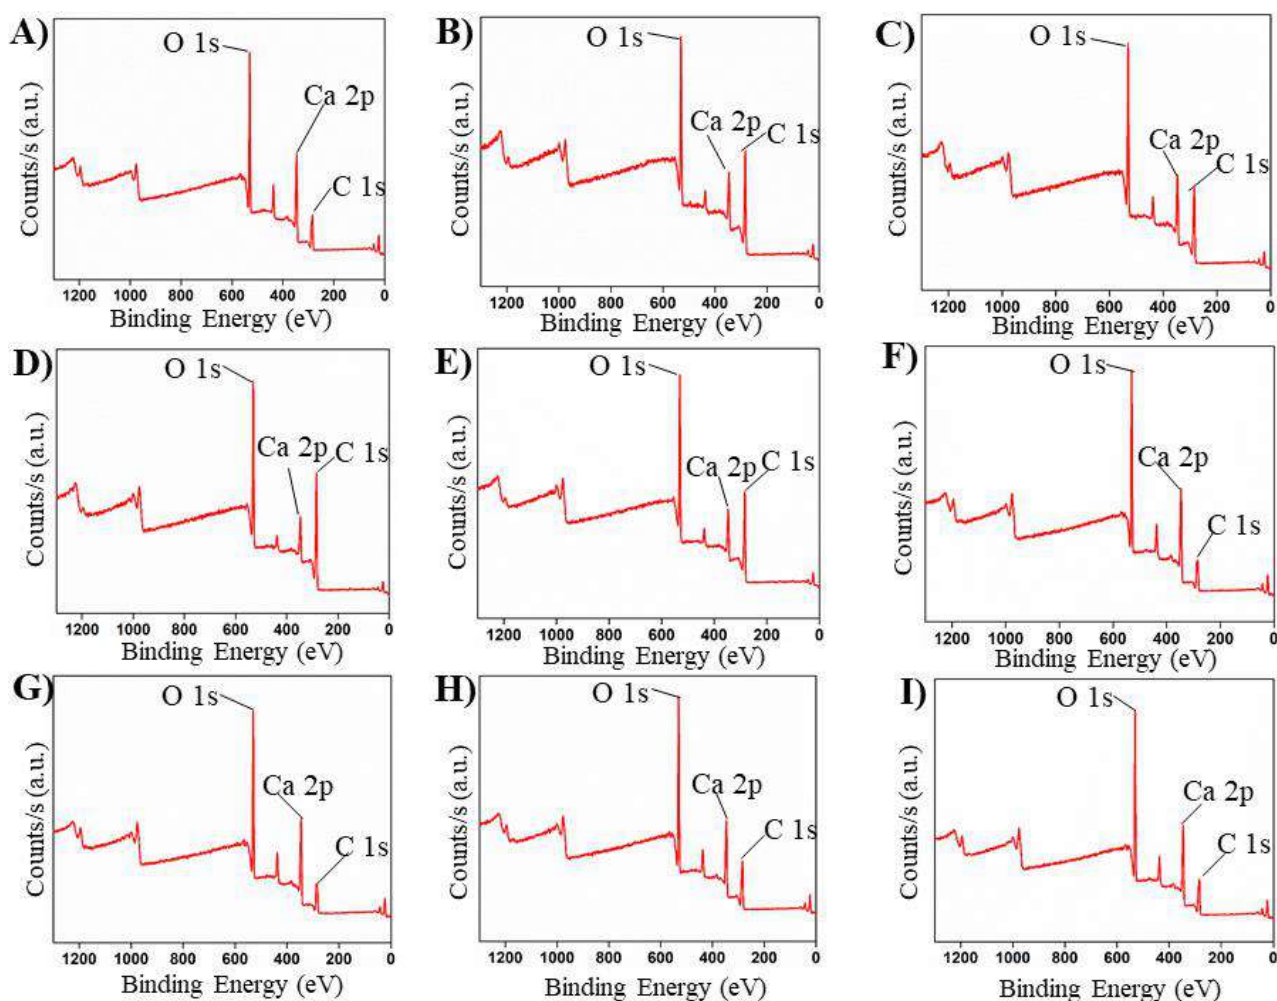 A)
O 1s
Ca 2p
C 1s
Counts/s (a.u.)
1200 1000 800 600 400 200 0
Binding Energy (eV)
B)
O 1s
Ca 2p
C 1s
Counts/s (a.u.)
1200 1000 800 600 400 200 0
Binding Energy (eV)
C)
O 1s
Ca 2p
C 1s
Counts/s (a.u.)
1200 1000 800 600 400 200 0
Binding Energy (eV)
D)
O 1s
Ca 2p
C 1s
Counts/s (a.u.)
1200 1000 800 600 400 200 0
Binding Energy (eV)
E)
O 1s
Ca 2p
C 1s
Counts/s (a.u.)
1200 1000 800 600 400 200 0
Binding Energy (eV)
F)
O 1s
Ca 2p
C 1s
Counts/s (a.u.)
1200 1000 800 600 400 200 0
Binding Energy (eV)
G)
O 1s
Ca 2p
C 1s
Counts/s (a.u.)
1200 1000 800 600 400 200 0
Binding Energy (eV)
H)
O 1s
Ca 2p
C 1s
Counts/s (a.u.)
1200 1000 800 600 400 200 0
Binding Energy (eV)
I)
O 1s
Ca 2p
C 1s
Counts/s (a.u.)
1200 1000 800 600 400 200 0
Binding Energy (eV)